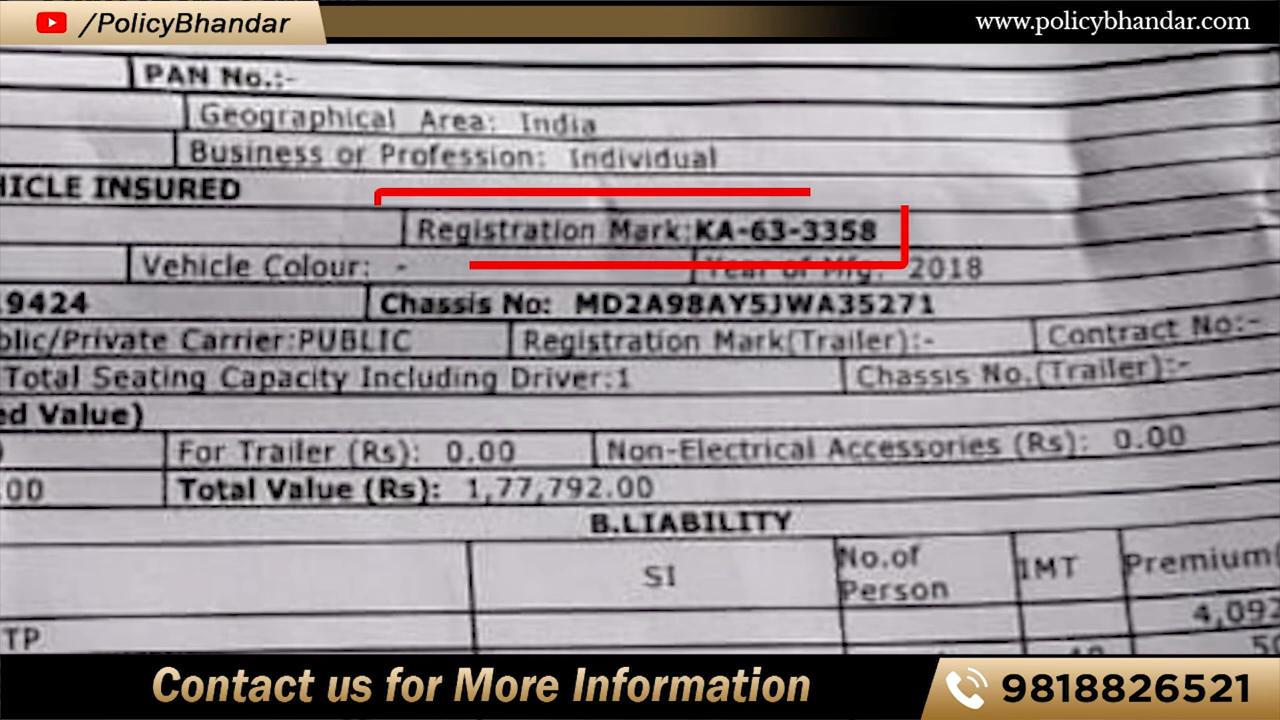 /PolicyBhandar
www.policybhandar.com
PAN No.:-
Geographical Area: India
Business or Profession: Individual
HICLE INSURED
Registration Mark:KA-63-3358
Vehicle Colour: - Year of Mfg: 2018
9424 Chassis No: MD2A98AY5JWA35271
blic/Private Carrier:PUBLIC Registration Mark(Trailer):- Contract No:-
Total Seating Capacity Including Driver:1 Chassis No.(Trailer):-
ed Value)
For Trailer (Rs): 0.00 Non-Electrical Accessories (Rs): 0.00
.00 Total Value (Rs): 1,77,792.00
B.LIABILITY
SI No.of Person IMT Premium(
4,092
TP
Contact us for More Information
9818826521